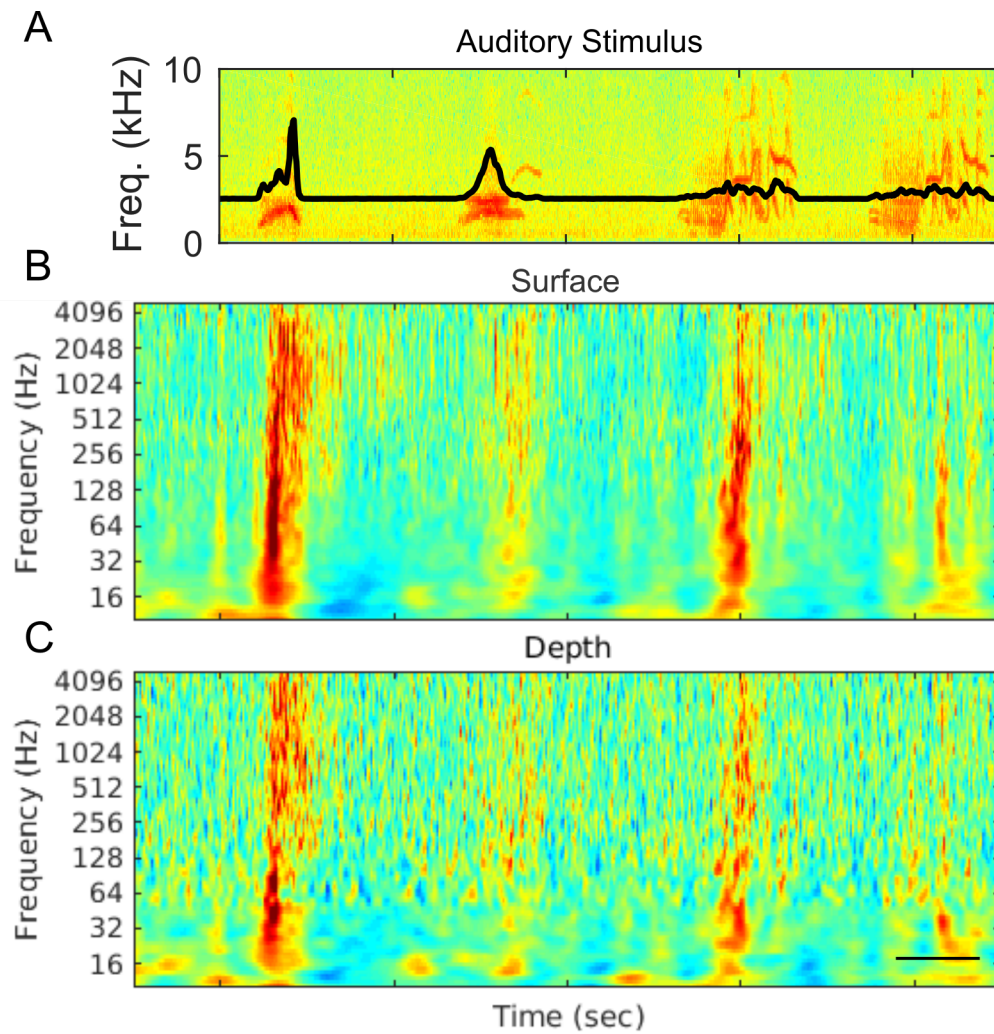 A
Auditory Stimulus
Freq. (kHz)
10
5
0
B
Surface
Frequency (Hz)
4096
2048
1024
512
256
128
64
32
16
C
Depth
Frequency (Hz)
4096
2048
1024
512
256
128
64
32
16
Time (sec)